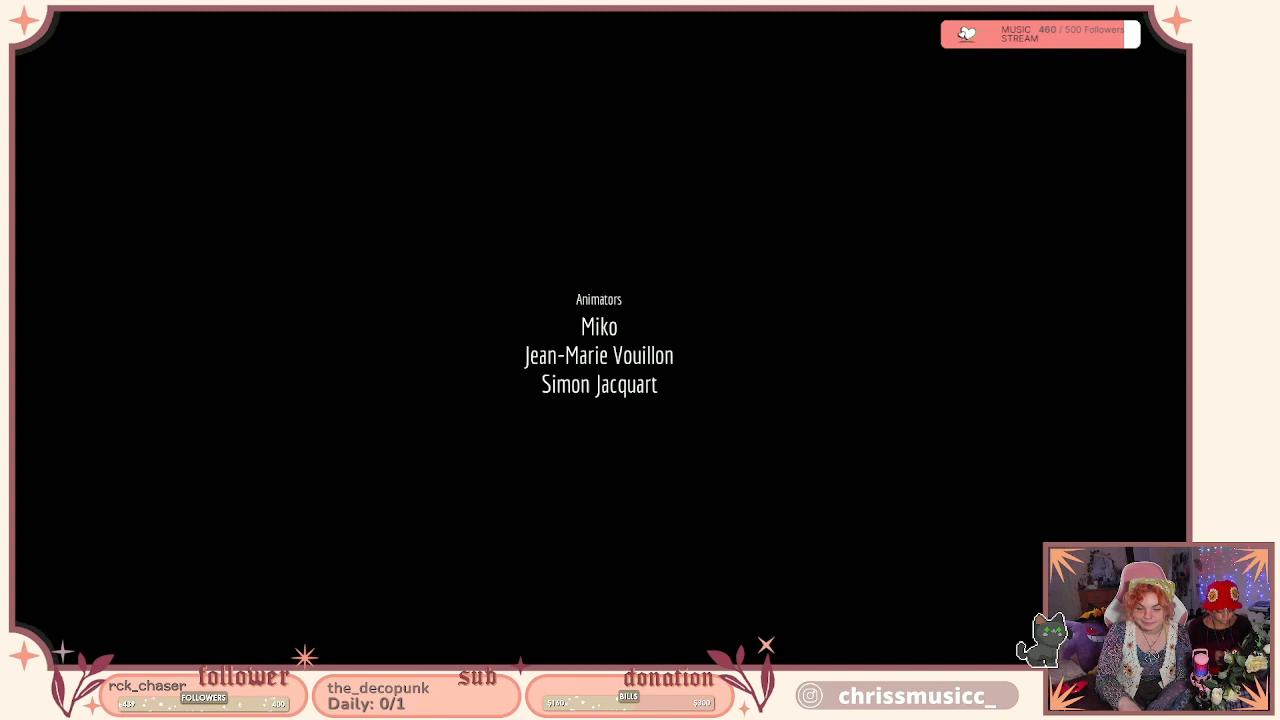 MUSIC STREAM
460 / 500 Followers
Animators
Miko
Jean-Marie Vouillon
Simon Jacquart
follower
rck_chaser
FOLLOWERS
400
sub
the_decopunk
Daily: 0/1
donation
BILLS
$300
chrissmusicc_